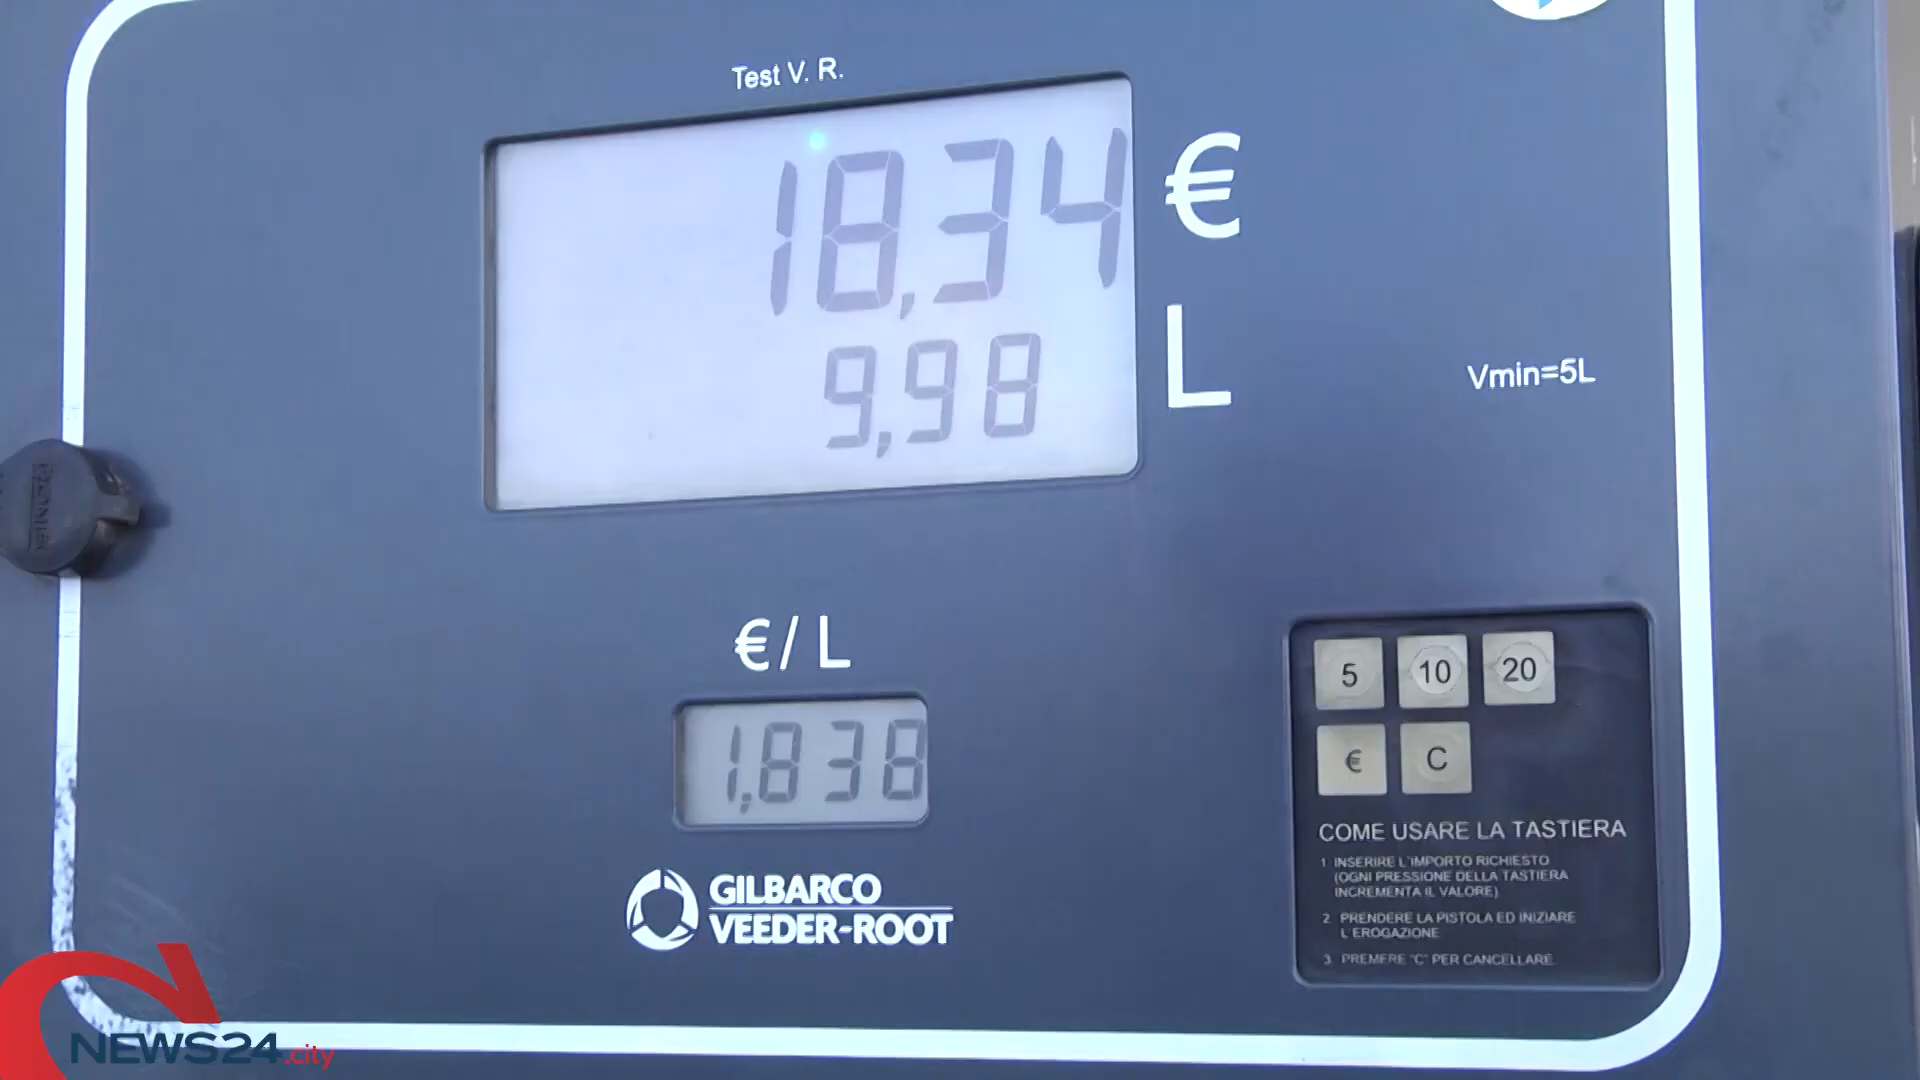 Test V. R.
18,34 €
9,98 L
Vmin=5L
€/L
1,838
5 10 20
€ C
COME USARE LA TASTIERA
1 INSERIRE L'IMPORTO RICHIESTO
(OGNI PRESSIONE DELLA TASTIERA
INCREMENTA IL VALORE)
2. PRENDERE LA PISTOLA ED INIZIARE
L'EROGAZIONE
3 PREMERE "C" PER CANCELLARE
GILBARCO
VEEDER-ROOT
NEWS24.city